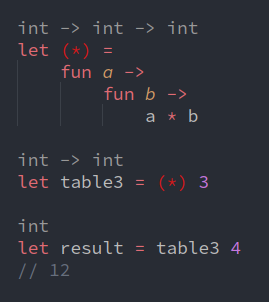 int -> int -> int
let (*) =
fun a ->
fun b ->
a * b
int -> int
let table3 = (*) 3
int
let result = table3 4
// 12